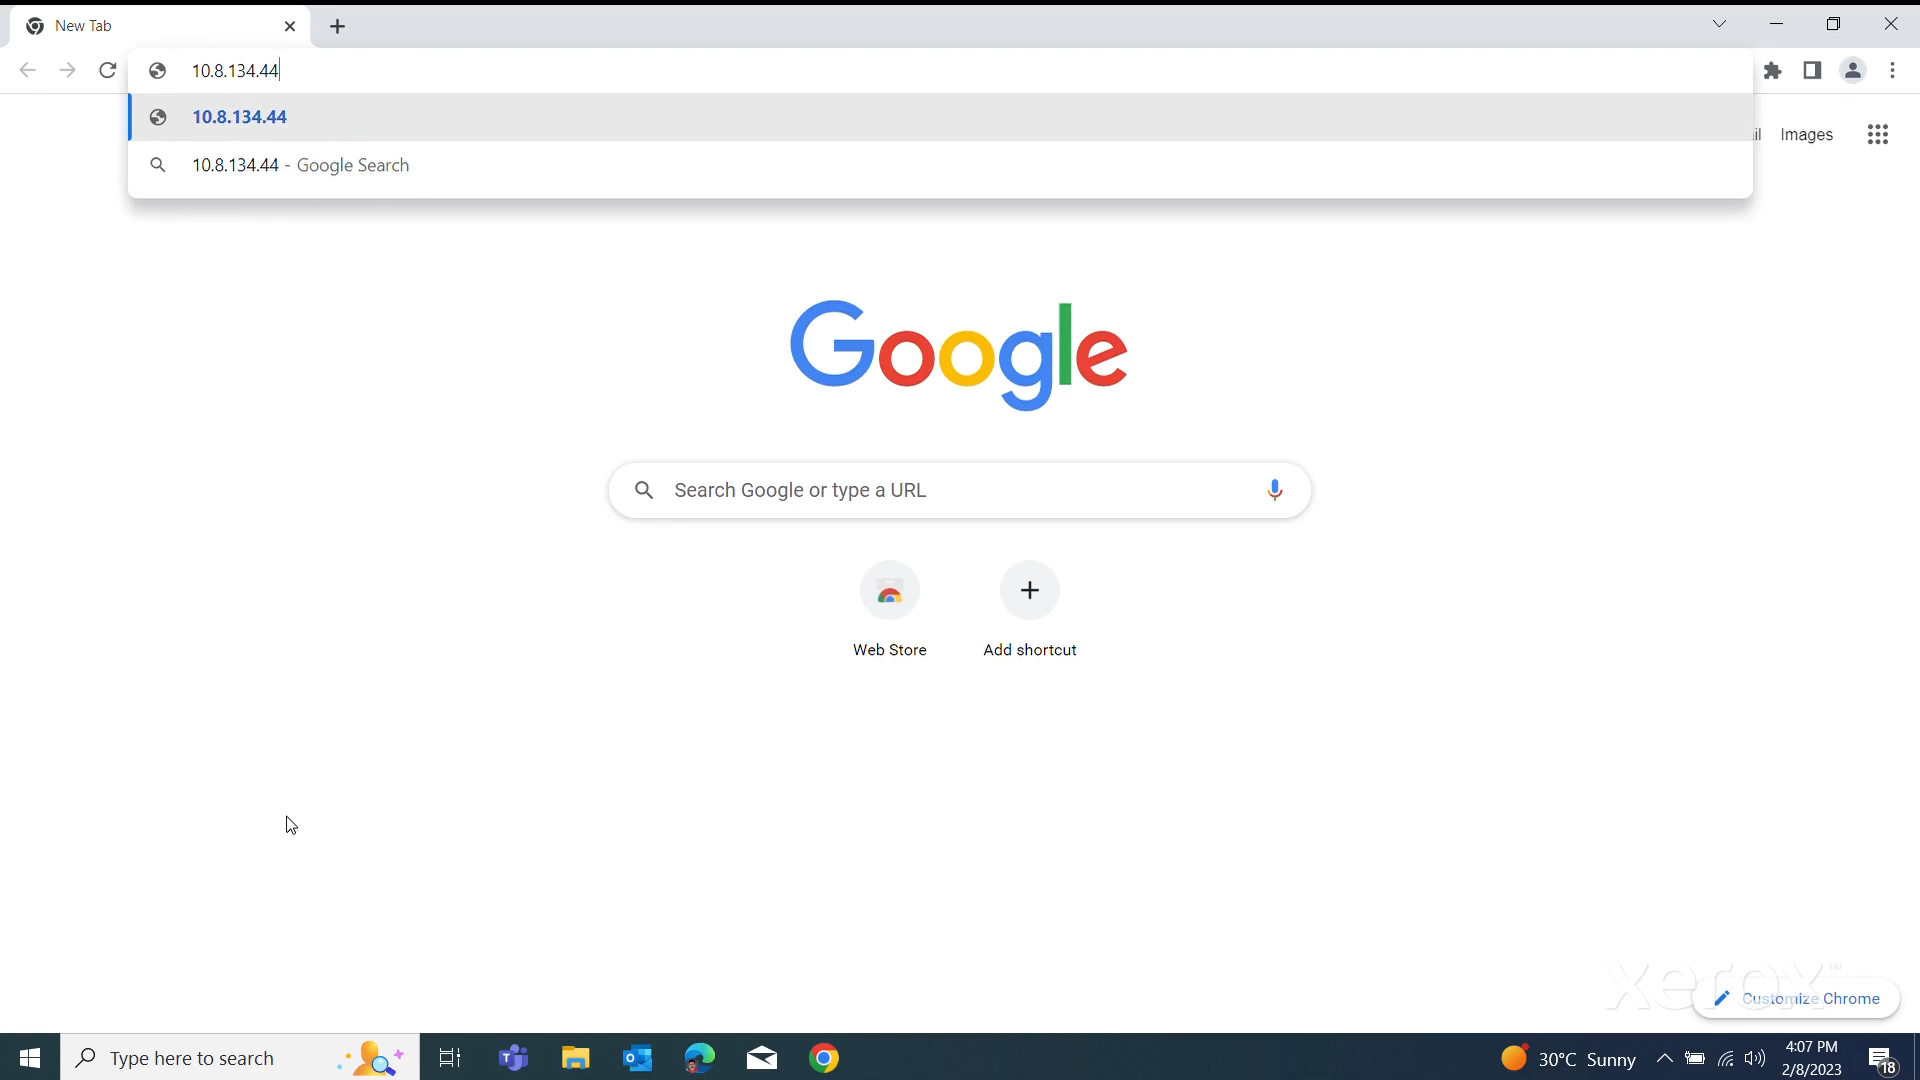 New Tab
10.8.134.44
10.8.134.44
10.8.134.44 - Google Search
il Images
Google
Search Google or type a URL
Web Store
Add shortcut
xerox™
Customize Chrome
Type here to search
30°C Sunny
4:07 PM
2/8/2023
18